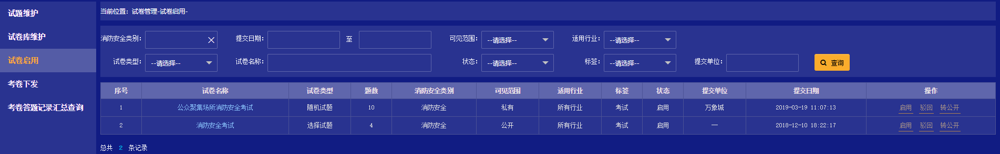 试题维护
试卷库维护
试卷启用
考卷下发
考卷答题记录汇总查询
当前位置：试卷管理-试卷启用-
消防安全类别： 提交日期： 至 可见范围： --请选择-- 适用行业： --请选择--
试卷类型： --请选择-- 试卷名称： 状态： --请选择-- 标签： --请选择-- 提交单位： 查询
序号 试卷名称 试卷类型 题数 消防安全类别 可见范围 适用行业 标签 状态 提交单位 提交日期 操作
1 公众聚集场所消防安全考试 随机试题 10 消防安全 私有 所有行业 考试 启用 万象城 2019-03-19 11:07:13 启用 驳回 转公开
2 消防安全考试 选择试题 4 消防安全 公开 所有行业 考试 启用 — 2018-12-10 18:22:17 启用 驳回 转公开
总共 2 条记录